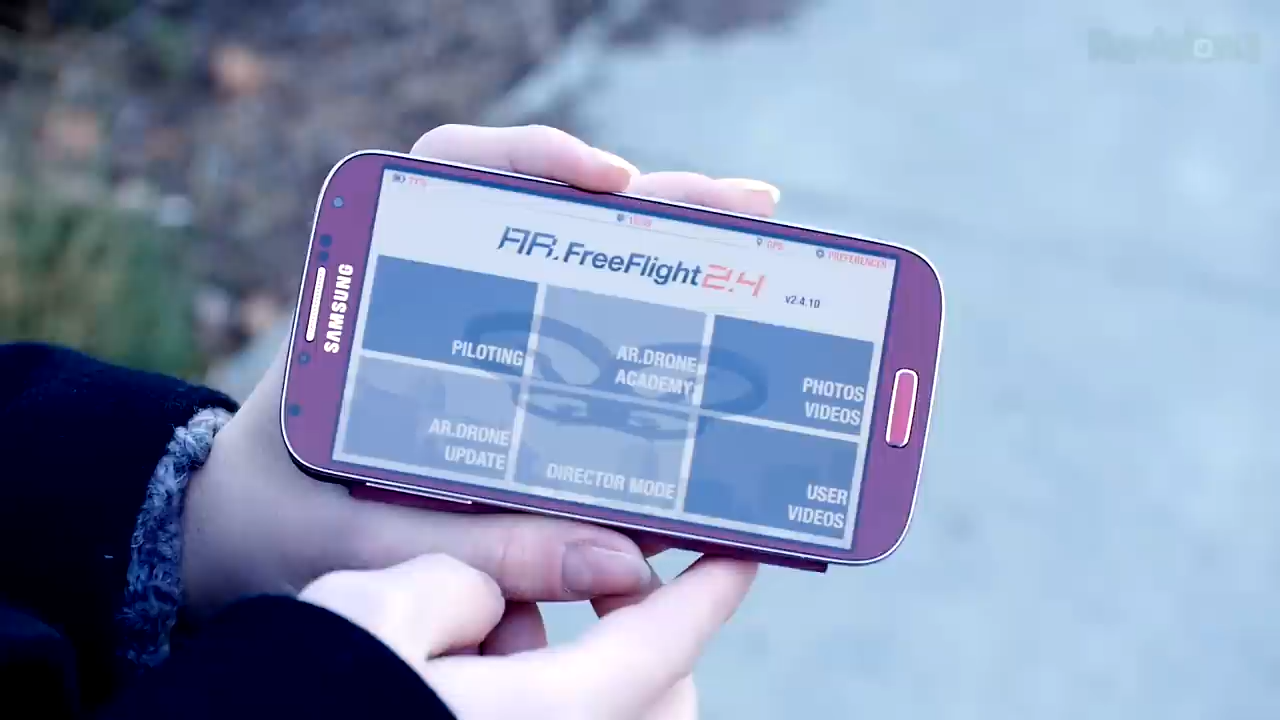 SAMSUNG
PREFERENCES
AR.FreeFlight2.4
v2.4.10
PILOTING
AR.DRONE
ACADEMY
PHOTOS
VIDEOS
AR.DRONE
UPDATE
DIRECTOR MODE
USER
VIDEOS